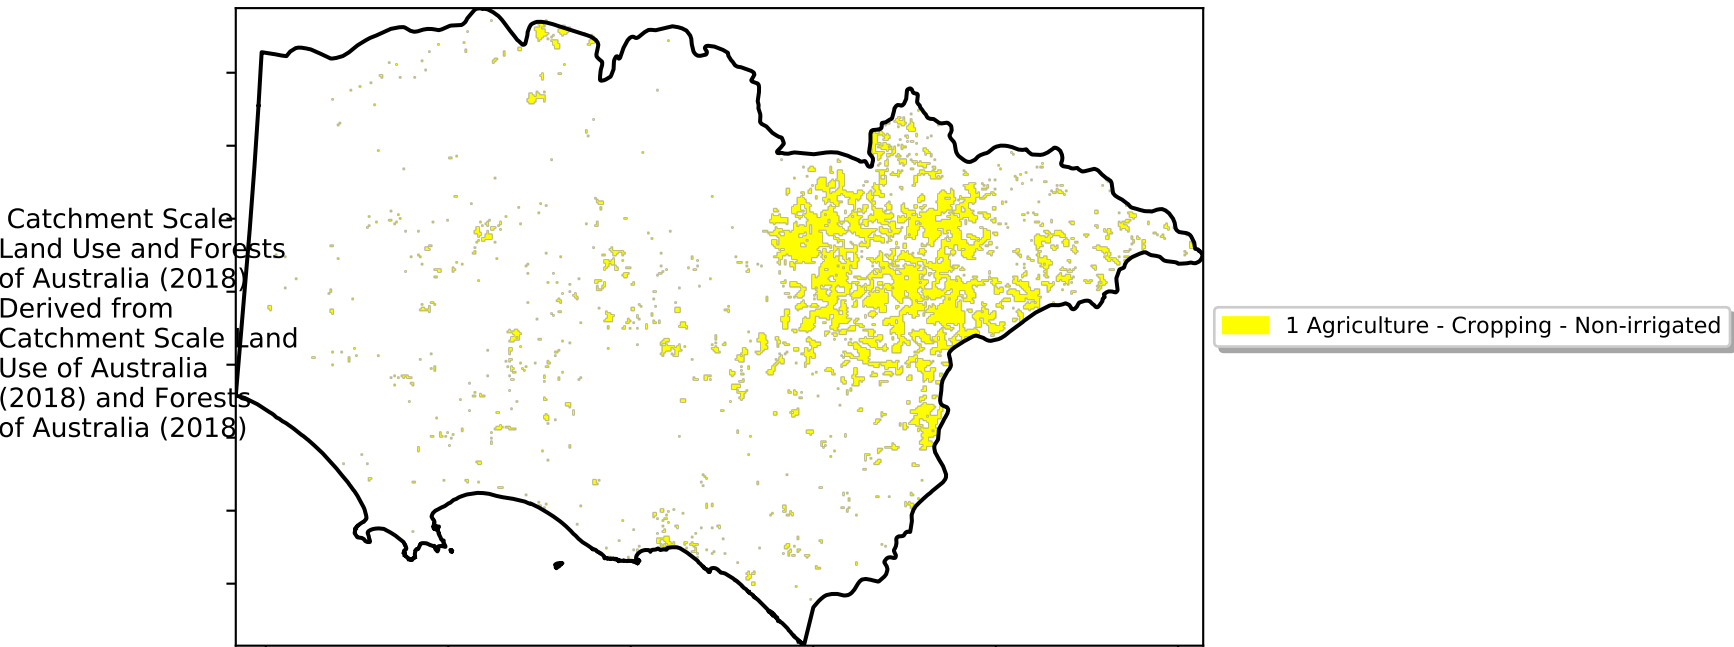 Catchment Scale
Land Use and Forests
of Australia (2018)
Derived from
Catchment Scale Land
Use of Australia
(2018) and Forests
of Australia (2018)
1 Agriculture - Cropping - Non-irrigated